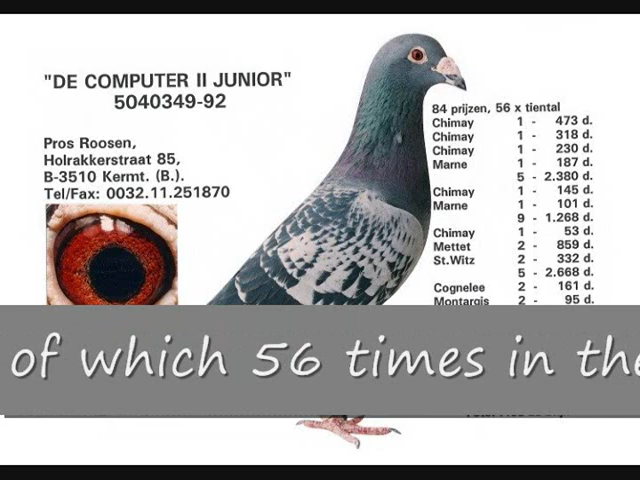 "DE COMPUTER II JUNIOR"
5040349-92
Pros Roosen,
Holrakkerstraat 85,
B-3510 Kermt. (B.).
Tel/Fax: 0032.11.251870
84 prijzen, 56 x tiental
Chimay 1 - 473 d.
Chimay 1 - 318 d.
Chimay 1 - 230 d.
Marne 1 - 187 d.
5 - 2.380 d.
Chimay 1 - 145 d.
Marne 1 - 101 d.
9 - 1.268 d.
Chimay 1 - 53 d.
Mettet 2 - 859 d.
St.Witz 2 - 332 d.
5 - 2.668 d.
Cognelee 2 - 161 d.
Montargis 2 - 95 d.
of which 56 times in the